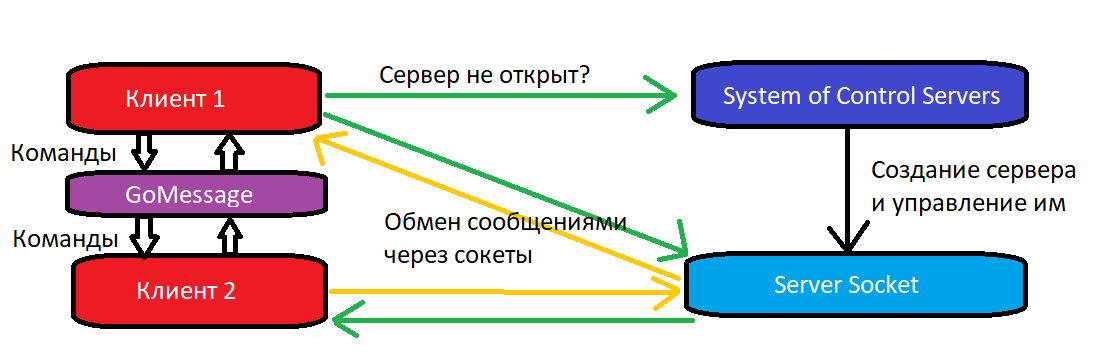 Сервер не открыт?
Клиент 1
System of Control Servers
Команды
GoMessage
Создание сервера
и управление им
Команды
Обмен сообщениями
через сокеты
Клиент 2
Server Socket